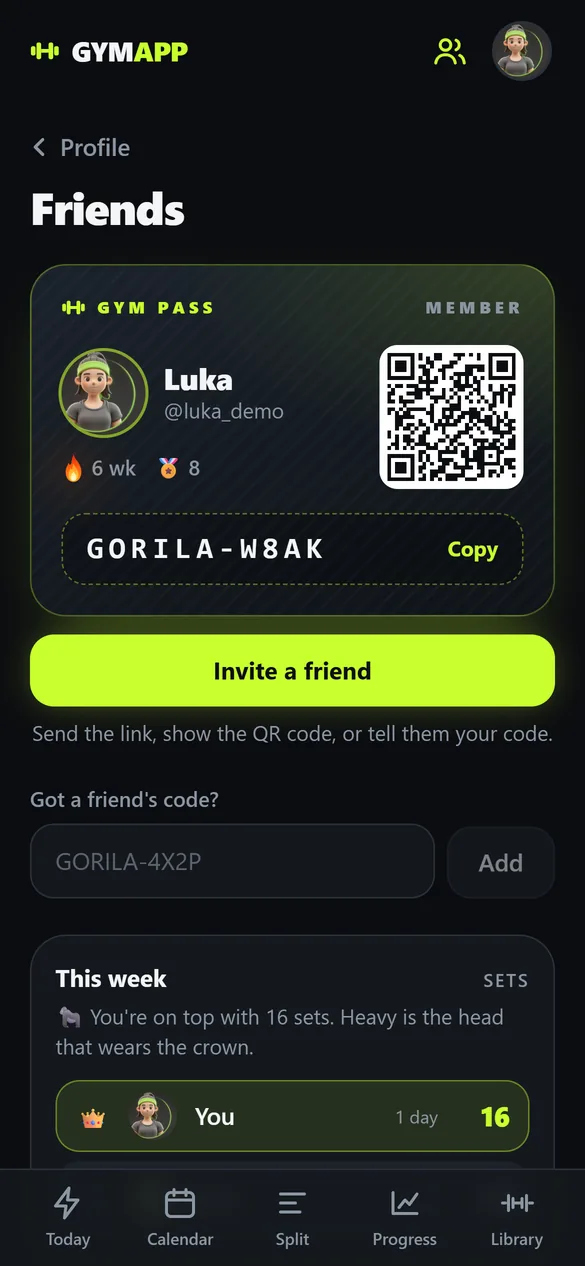 GYMAPP
Profile
Friends
GYM PASS
MEMBER
Luka
@luka_demo
6 wk 8
GORILA-W8AK
Copy
Invite a friend
Send the link, show the QR code, or tell them your code.
Got a friend's code?
GORILA-4X2P
Add
This week
SETS
You're on top with 16 sets. Heavy is the head
that wears the crown.
You
1 day
16
Today
Calendar
Split
Progress
Library